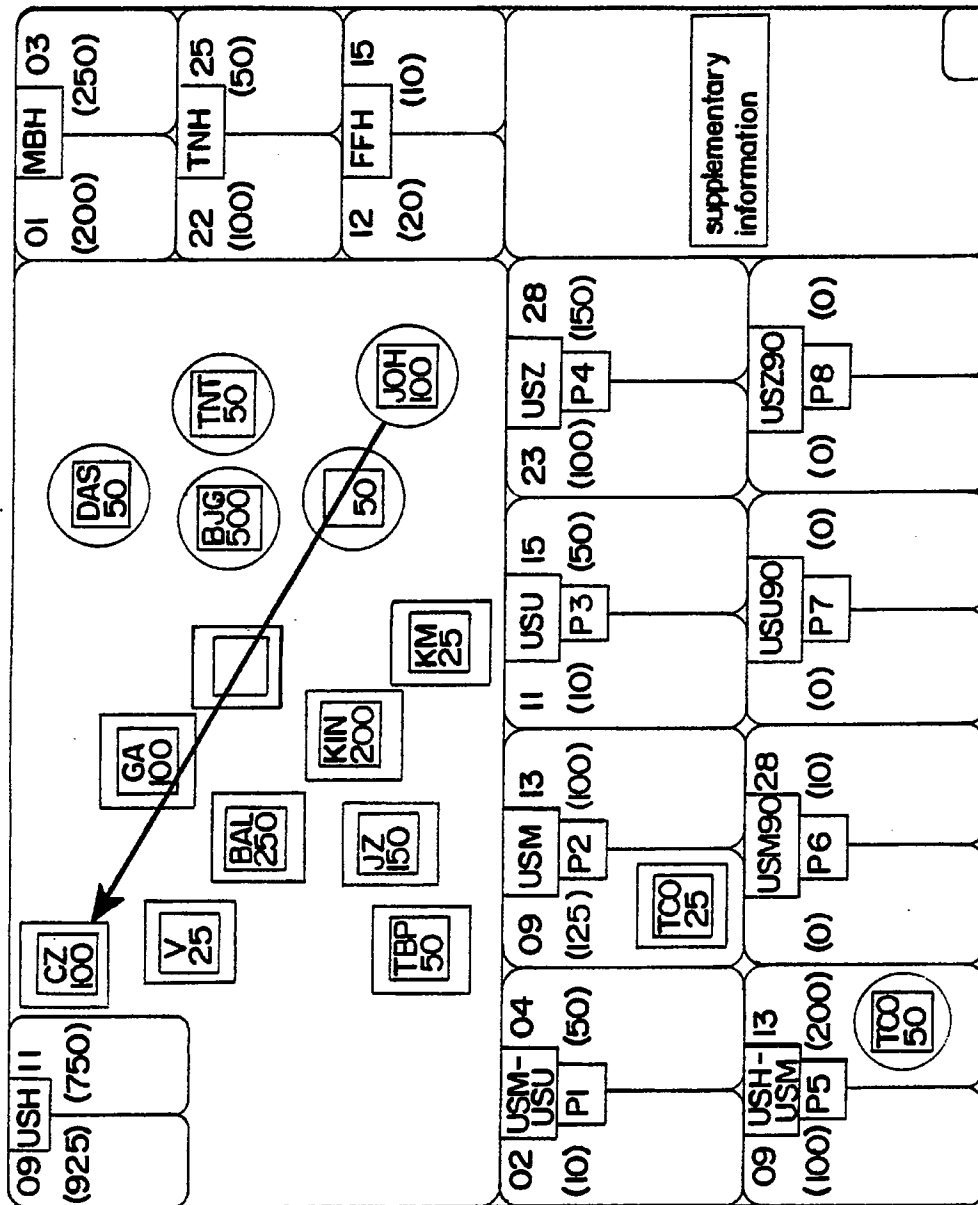 09 USH 11
(925) (750)
CZ
100
V
25
TBP
50
GA
100
BAL
250
JZ
150
KIN
200
KM
25
DAS
50
BJG
500
TNT
50
50
JOH
100
01 MBH 03
(200) (250)
22 TNH 25
(100) (50)
12 FFH 15
(20) (10)
02 USM-USU 04
(10) P1 (50)
09 USM 13
(125) P2 (100)
TCO
25
11 USU 15
(10) P3 (50)
23 USZ 28
(100) P4 (150)
09 USH-USM 13
(100) P5 (200)
TCO
50
USM90 28
(0) P6 (10)
USU90
(0) P7 (0)
USZ90
(0) P8 (0)
supplementary
information